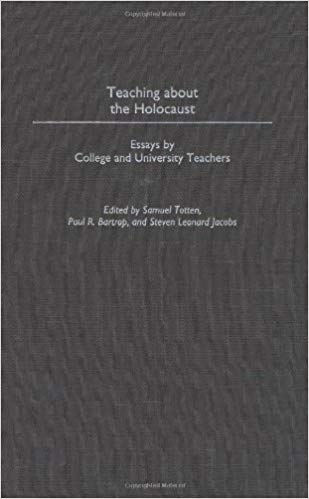 Teaching about
the Holocaust
Essays by
College and University Teachers
Edited by Samuel Totten,
Paul R. Bartrop, and Steven Leonard Jacobs